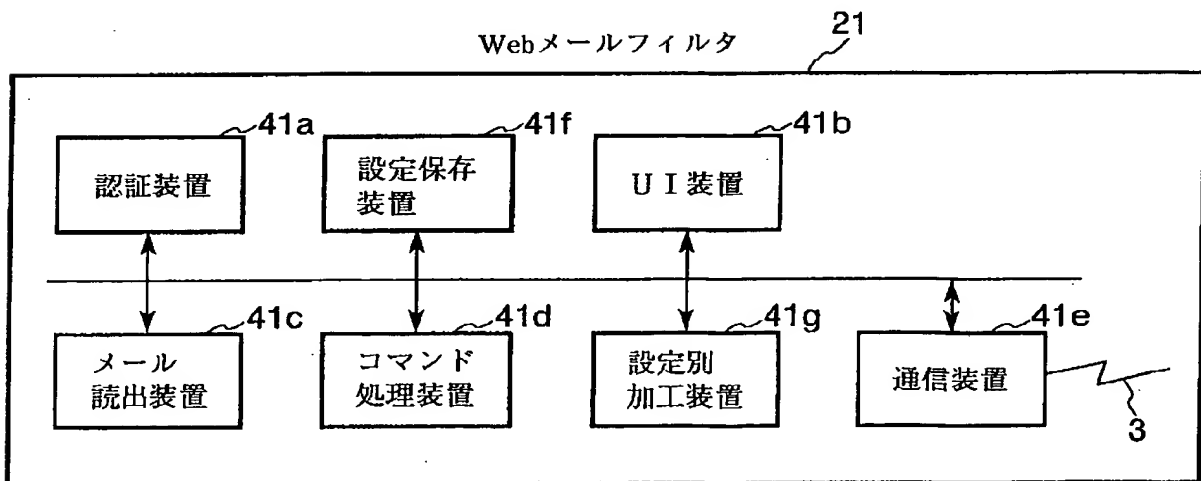 Webメールフィルタ
21
41a
41f
41b
認証装置
設定保存
装置
ＵＩ装置
41c
41d
41g
41e
メール
読出装置
コマンド
処理装置
設定別
加工装置
通信装置
3